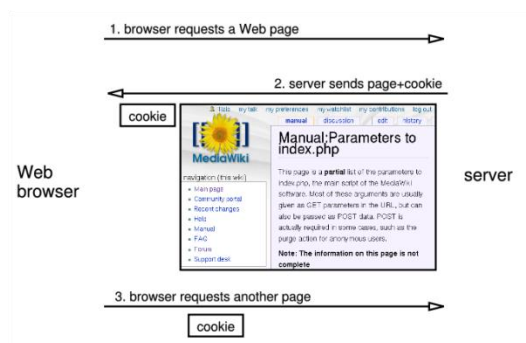 1. browser requests a Web page
2. server sends page+cookie
cookie
my talk my preferences my watchlist my contributions log out
manual discussion edit history
MediaWiki
Manual:Parameters to
index.php
This page is a partial list of the parameters to
index.php, the main script of the MediaWiki
software. Most of these arguments are usually
given as GET parameters in the URL, but can
also be passed as POST data. POST is
actually required in some cases, such as the
purge action for anonymous users.
Note: The information on this page is not
complete
navigation (this wiki)
Main page
Community portal
Recent changes
Help
Manual
FAQ
Forum
Support desk
Web
browser
server
3. browser requests another page
cookie